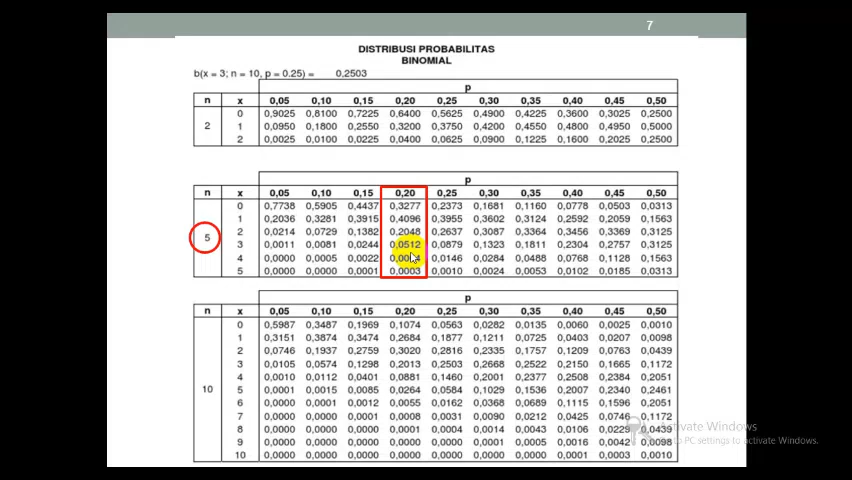 7
DISTRIBUSI PROBABILITAS
BINOMIAL
b(x = 3; n = 10, p = 0.25) = 0,2503
p
n x 0,05 0,10 0,15 0,20 0,25 0,30 0,35 0,40 0,45 0,50
0 0,9025 0,8100 0,7225 0,6400 0,5625 0,4900 0,4225 0,3600 0,3025 0,2500
2 1 0,0950 0,1800 0,2550 0,3200 0,3750 0,4200 0,4550 0,4800 0,4950 0,5000
2 0,0025 0,0100 0,0225 0,0400 0,0625 0,0900 0,1225 0,1600 0,2025 0,2500
p
n x 0,05 0,10 0,15 0,20 0,25 0,30 0,35 0,40 0,45 0,50
0 0,7738 0,5905 0,4437 0,3277 0,2373 0,1681 0,1160 0,0778 0,0503 0,0313
1 0,2036 0,3281 0,3915 0,4096 0,3955 0,3602 0,3124 0,2592 0,2059 0,1563
2 0,0214 0,0729 0,1382 0,2048 0,2637 0,3087 0,3364 0,3456 0,3369 0,3125
5 3 0,0011 0,0081 0,0244 0,0512 0,0879 0,1323 0,1811 0,2304 0,2757 0,3125
4 0,0000 0,0005 0,0022 0,0146 0,0284 0,0488 0,0768 0,1128 0,1563
5 0,0000 0,0000 0,0001 0,0003 0,0010 0,0024 0,0053 0,0102 0,0185 0,0313
p
n x 0,05 0,10 0,15 0,20 0,25 0,30 0,35 0,40 0,45 0,50
0 0,5987 0,3487 0,1969 0,1074 0,0563 0,0282 0,0135 0,0060 0,0025 0,0010
1 0,3151 0,3874 0,3474 0,2684 0,1877 0,1211 0,0725 0,0403 0,0207 0,0098
2 0,0746 0,1937 0,2759 0,3020 0,2816 0,2335 0,1757 0,1209 0,0763 0,0439
3 0,0105 0,0574 0,1298 0,2013 0,2503 0,2668 0,2522 0,2150 0,1665 0,1172
4 0,0010 0,0112 0,0401 0,0881 0,1460 0,2001 0,2377 0,2508 0,2384 0,2051
10 5 0,0001 0,0015 0,0085 0,0264 0,0584 0,1029 0,1536 0,2007 0,2340 0,2461
6 0,0000 0,0001 0,0012 0,0055 0,0162 0,0368 0,0689 0,1115 0,1596 0,2051
7 0,0000 0,0000 0,0001 0,0008 0,0031 0,0090 0,0212 0,0425 0,0746 0,1172
8 0,0000 0,0000 0,0000 0,0001 0,0004 0,0014 0,0043 0,0106 0,0229 0,0439
9 0,0000 0,0000 0,0000 0,0000 0,0000 0,0001 0,0005 0,0016 0,0042 0,0098
10 0,0000 0,0000 0,0000 0,0000 0,0000 0,0000 0,0000 0,0001 0,0003 0,0010
Activate Windows
Go to PC settings to activate Windows.